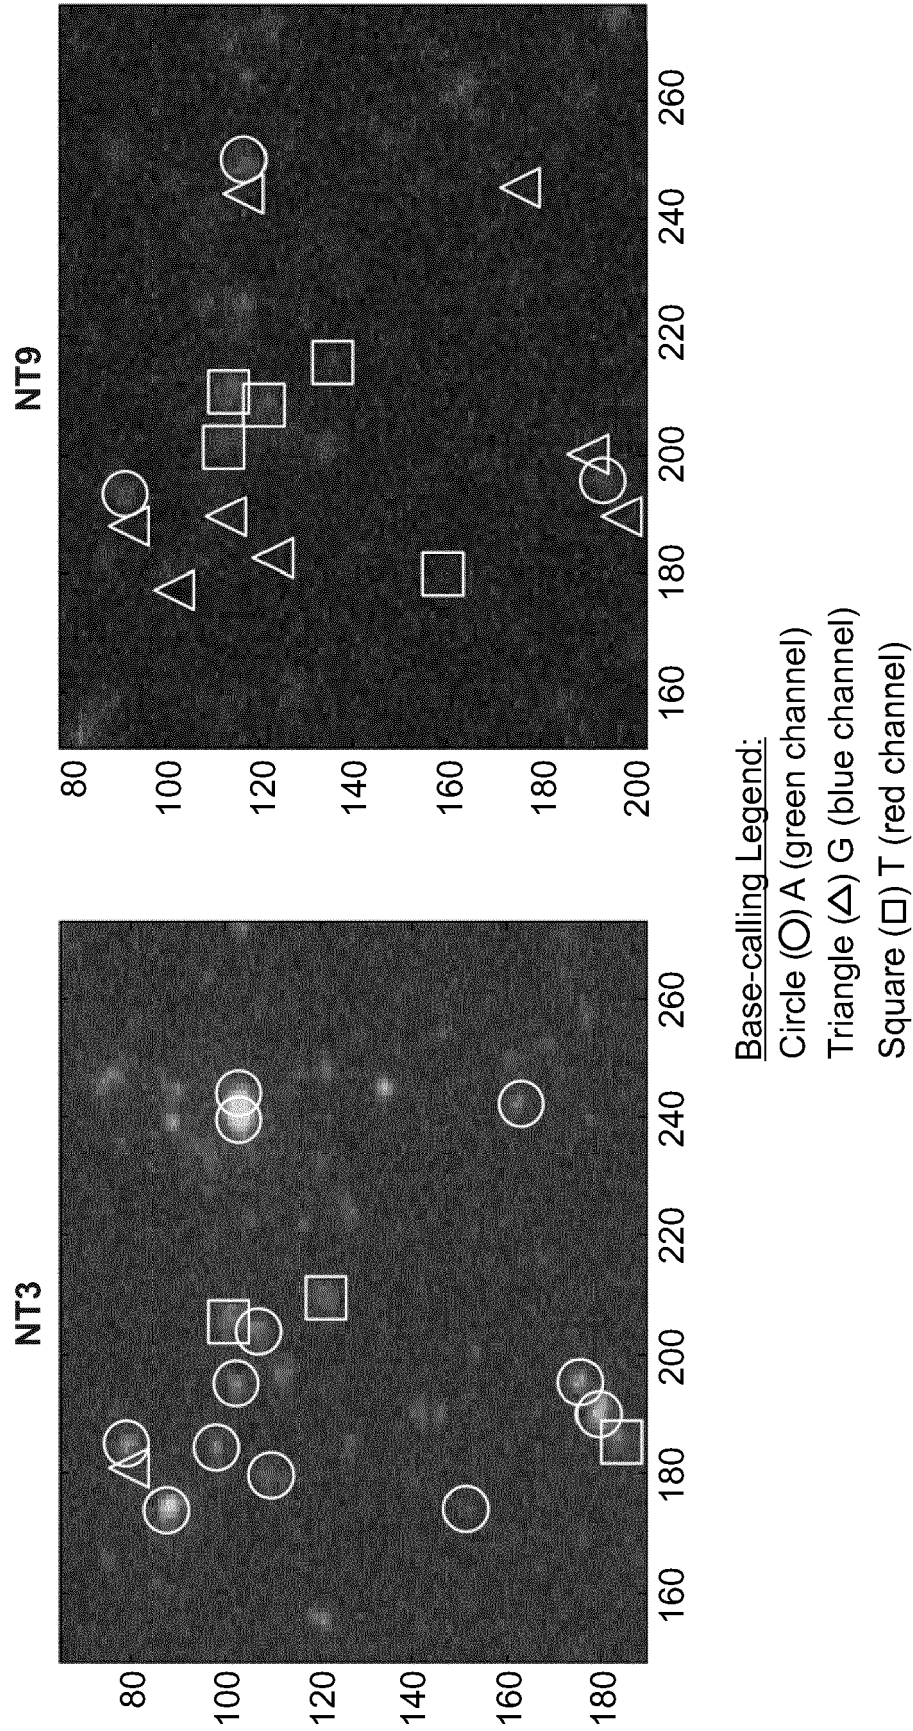 NT3
80
100
120
140
160
180
160 180 200 220 240 260
NT9
80
100
120
140
160
180
200
160 180 200 220 240 260
Base-calling Legend:
Circle (○) A (green channel)
Triangle (△) G (blue channel)
Square (□) T (red channel)